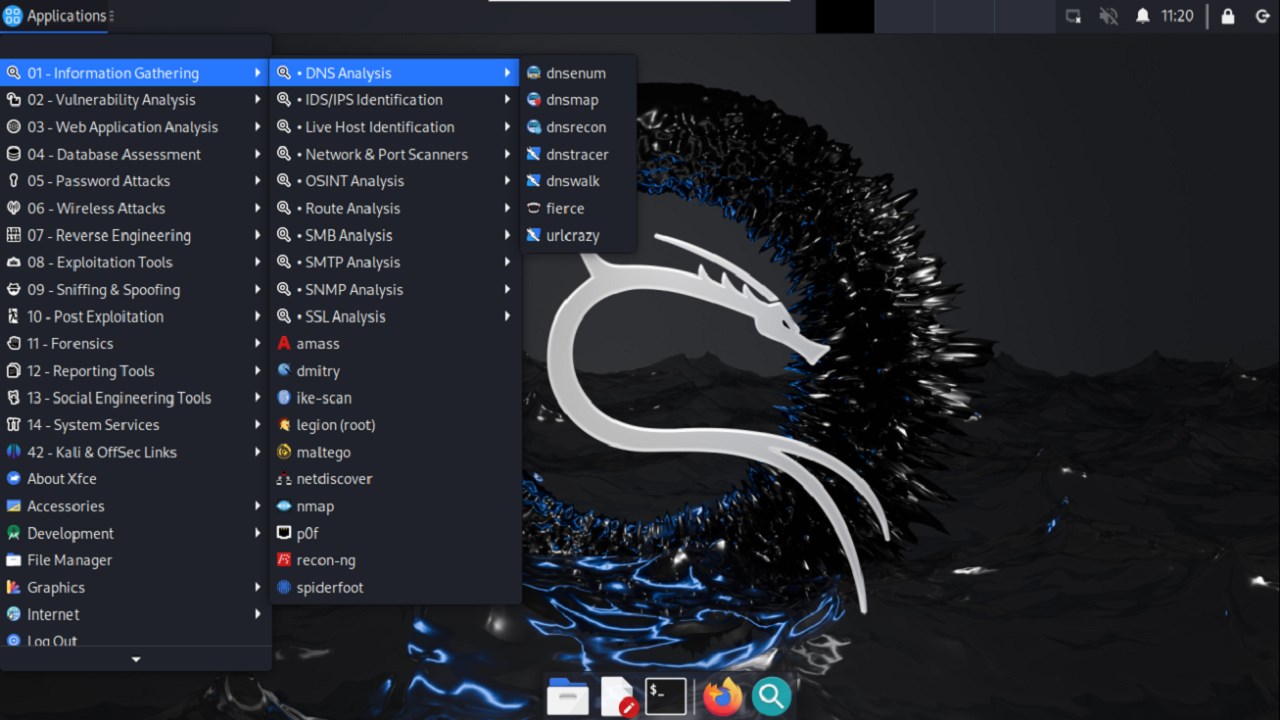 Applications
11:20
01 - Information Gathering
02 - Vulnerability Analysis
03 - Web Application Analysis
04 - Database Assessment
05 - Password Attacks
06 - Wireless Attacks
07 - Reverse Engineering
08 - Exploitation Tools
09 - Sniffing & Spoofing
10 - Post Exploitation
11 - Forensics
12 - Reporting Tools
13 - Social Engineering Tools
14 - System Services
42 - Kali & OffSec Links
About Xfce
Accessories
Development
File Manager
Graphics
Internet
Log Out
• DNS Analysis
• IDS/IPS Identification
• Live Host Identification
• Network & Port Scanners
• OSINT Analysis
• Route Analysis
• SMB Analysis
• SMTP Analysis
• SNMP Analysis
• SSL Analysis
amass
dmitry
ike-scan
legion (root)
maltego
netdiscover
nmap
p0f
recon-ng
spiderfoot
dnsenum
dnsmap
dnsrecon
dnstracer
dnswalk
fierce
urlcrazy
$_